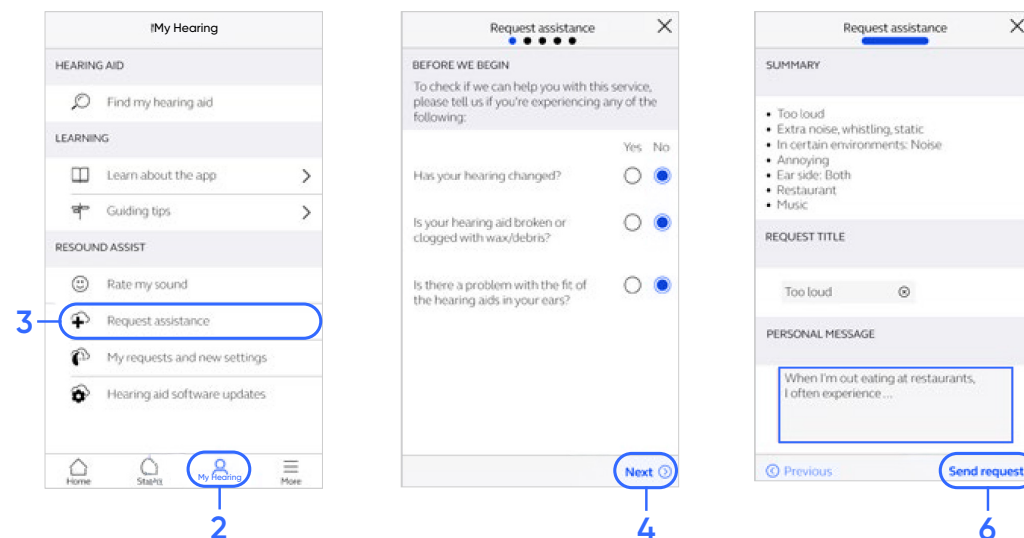 My Hearing
HEARING AID
Find my hearing aid
LEARNING
Learn about the app
Guiding tips
RESOUND ASSIST
Rate my sound
3
Request assistance
My requests and new settings
Hearing aid software updates
Home
My Hearing
More
2
Request assistance
BEFORE WE BEGIN
To check if we can help you with this service,
please tell us if you're experiencing any of the
following:
Yes No
Has your hearing changed?
Is your hearing aid broken or
clogged with wax/debris?
Is there a problem with the fit of
the hearing aids in your ears?
Next
4
Request assistance
SUMMARY
• Too loud
• Extra noise, whistling, static
• In certain environments: Noise
• Annoying
• Ear side: Both
• Restaurant
• Music
REQUEST TITLE
Too loud
PERSONAL MESSAGE
When I'm out eating at restaurants,
I often experience ...
Previous
Send request
6